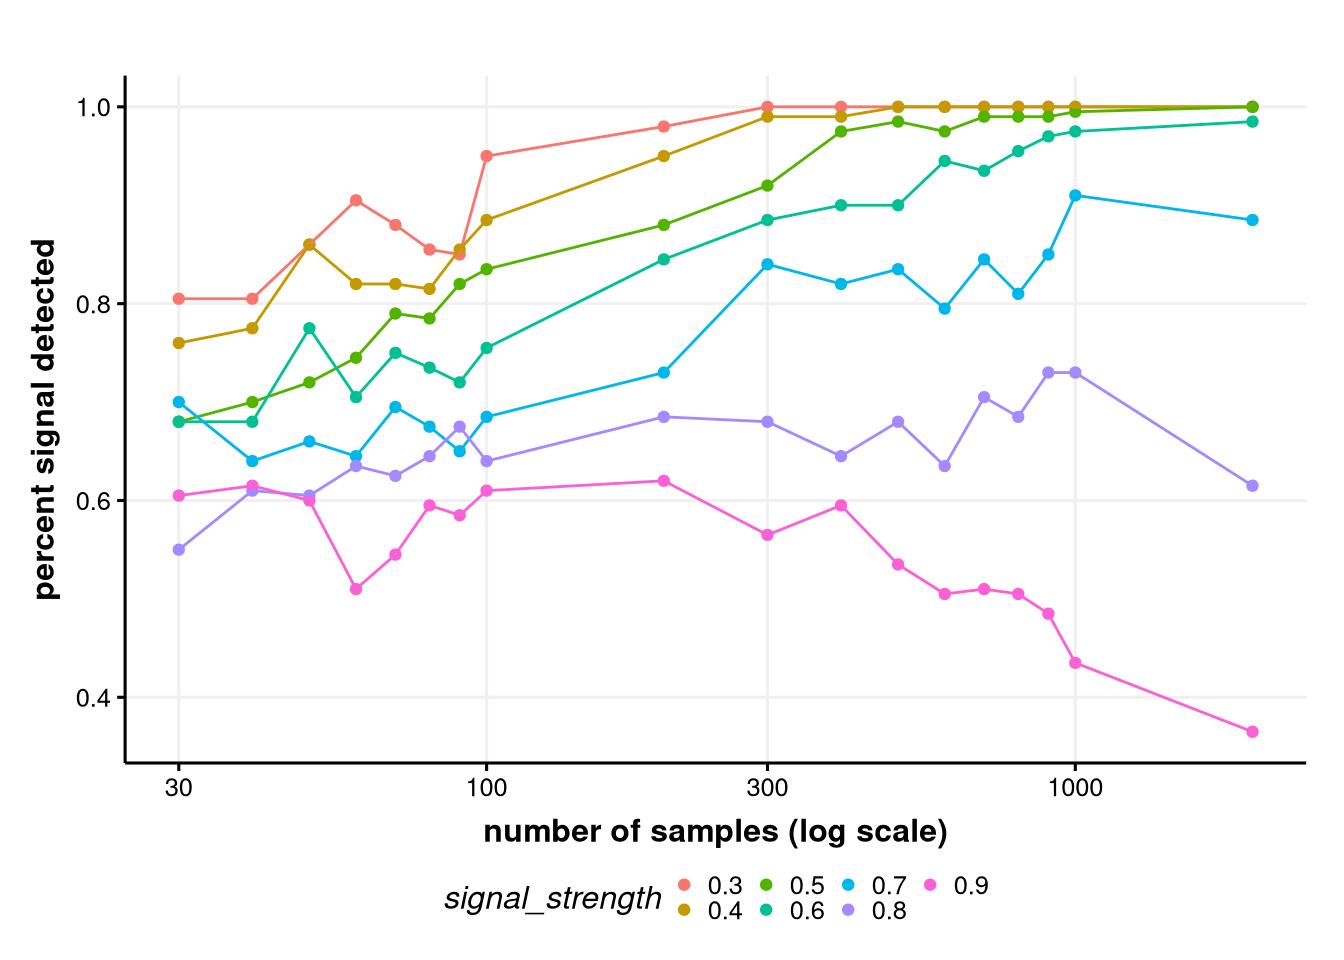 percent signal detected
1.0
0.8
0.6
0.4
30 100 300 1000
number of samples (log scale)
signal_strength
0.3 0.5 0.7 0.9
0.4 0.6 0.8